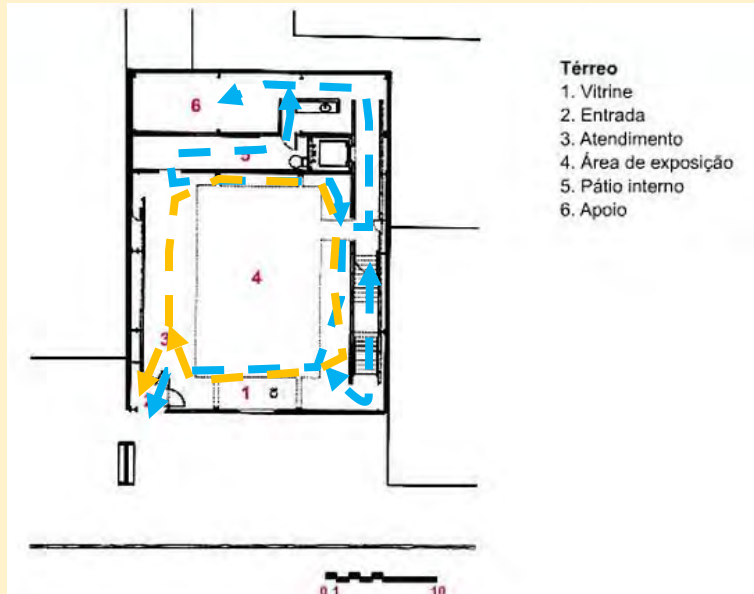 Térreo
1. Vitrine
2. Entrada
3. Atendimento
4. Área de exposição
5. Pátio interno
6. Apoio
6
5
4
3
2
1
0 1
10